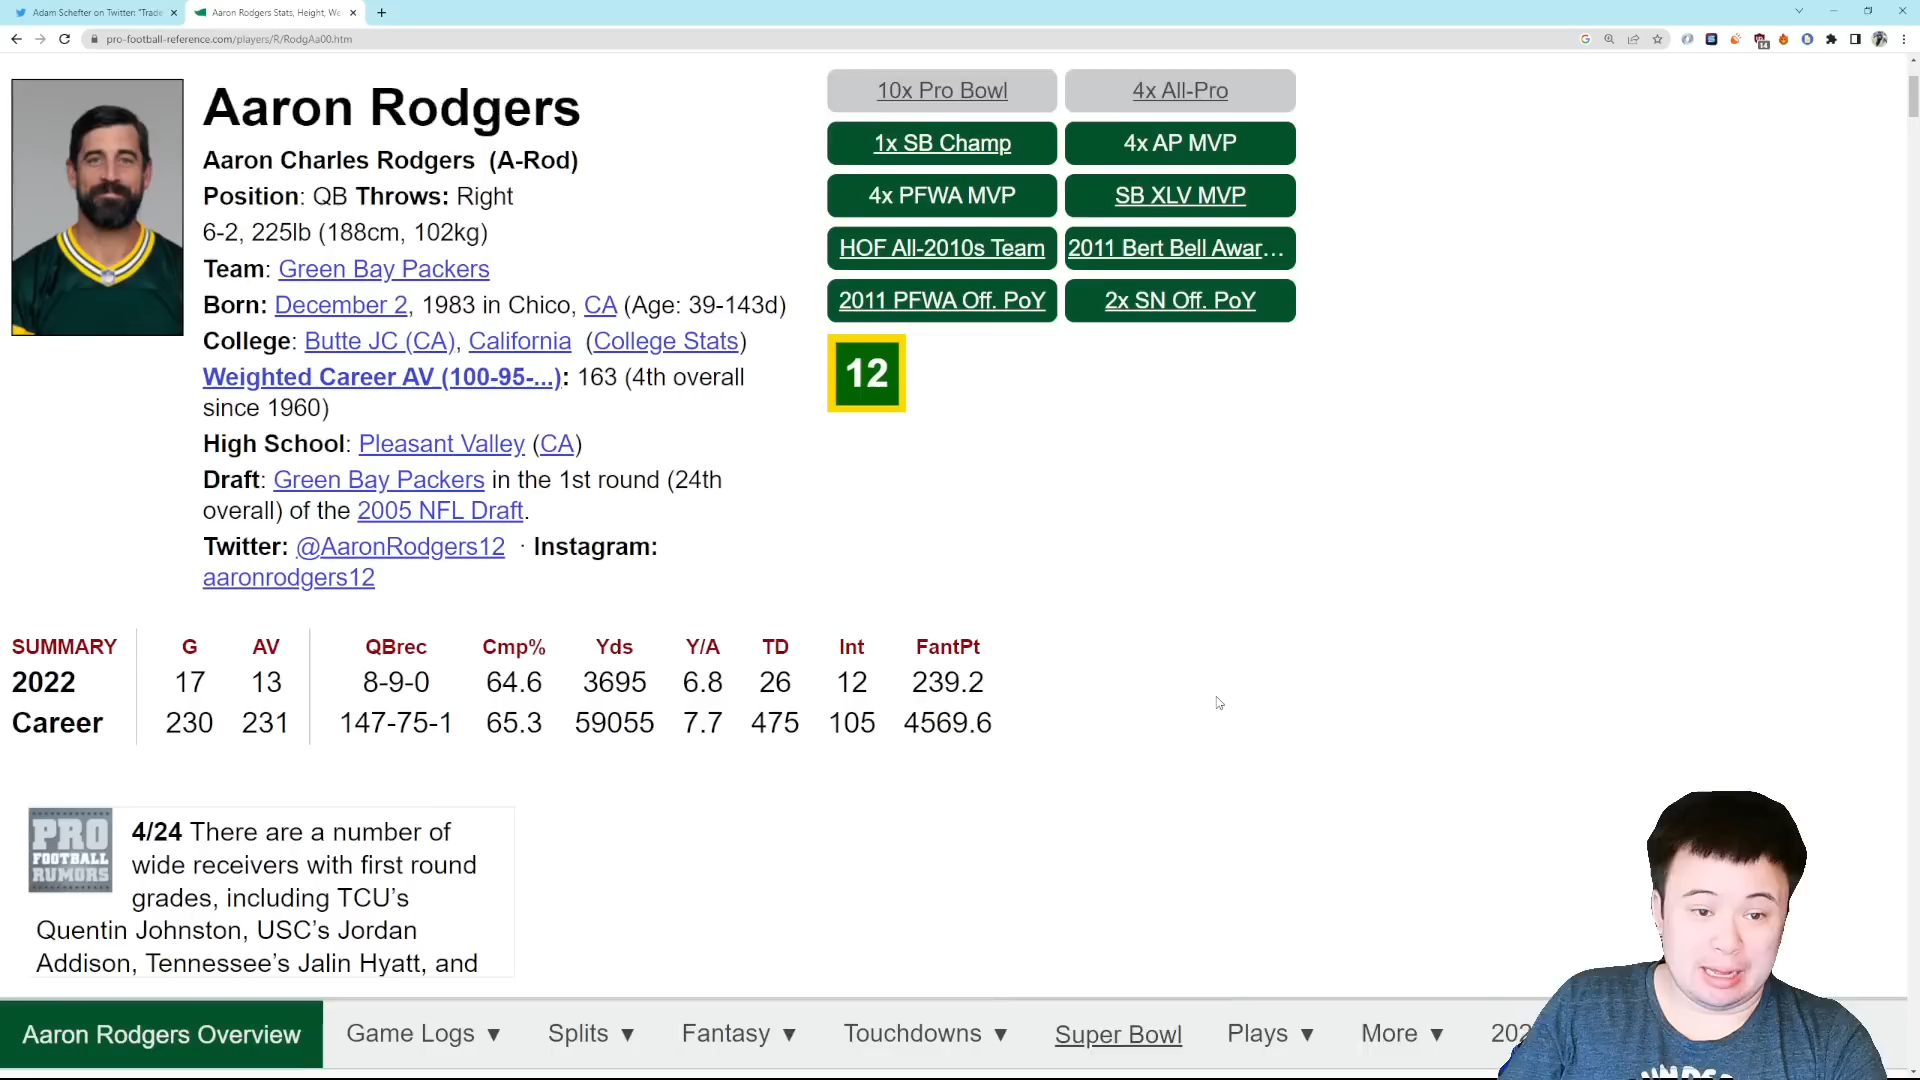 Adam Schefter on Twitter: "Trade
Aaron Rodgers Stats, Height, We
pro-football-reference.com/players/R/RodgAa00.htm
Aaron Rodgers
Aaron Charles Rodgers (A-Rod)
Position: QB Throws: Right
6-2, 225lb (188cm, 102kg)
Team: Green Bay Packers
Born: December 2, 1983 in Chico, CA (Age: 39-143d)
College: Butte JC (CA), California (College Stats)
Weighted Career AV (100-95-...): 163 (4th overall
since 1960)
High School: Pleasant Valley (CA)
Draft: Green Bay Packers in the 1st round (24th
overall) of the 2005 NFL Draft.
Twitter: @AaronRodgers12 · Instagram:
aaronrodgers12
10x Pro Bowl 4x All-Pro
1x SB Champ 4x AP MVP
4x PFWA MVP SB XLV MVP
HOF All-2010s Team 2011 Bert Bell Awar...
2011 PFWA Off. PoY 2x SN Off. PoY
12
SUMMARY G AV QBrec Cmp% Yds Y/A TD Int FantPt
2022 17 13 8-9-0 64.6 3695 6.8 26 12 239.2
Career 230 231 147-75-1 65.3 59055 7.7 475 105 4569.6
PRO
FOOTBALL
RUMORS
4/24 There are a number of
wide receivers with first round
grades, including TCU's
Quentin Johnston, USC's Jordan
Addison, Tennessee's Jalin Hyatt, and
Aaron Rodgers Overview Game Logs ▼ Splits ▼ Fantasy ▼ Touchdowns ▼ Super Bowl Plays ▼ More ▼ 202